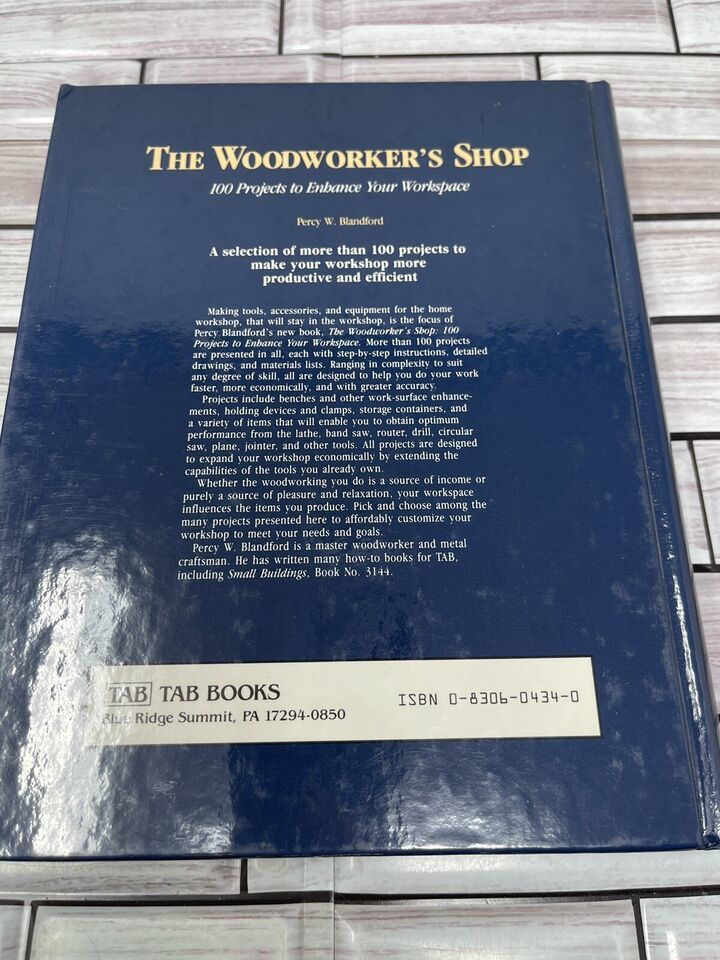 THE WOODWORKER'S SHOP
100 Projects to Enhance Your Workspace
Percy W. Blandford
A selection of more than 100 projects to
make your workshop more
productive and efficient
Making tools, accessories, and equipment for the home
workshop, that will stay in the workshop, is the focus of
Percy Blandford's new book, The Woodworker's Shop: 100
Projects to Enhance Your Workspace. More than 100 projects
are presented in all, each with step-by-step instructions, detailed
drawings, and materials lists. Ranging in complexity to suit
any degree of skill, all are designed to help you do your work
faster, more economically, and with greater accuracy.
Projects include benches and other work-surface enhance-
ments, holding devices and clamps, storage containers, and
a variety of items that will enable you to obtain optimum
performance from the lathe, band saw, router, drill, circular
saw, plane, jointer, and other tools. All projects are designed
to expand your workshop economically by extending the
capabilities of the tools you already own.
Whether the woodworking you do is a source of income or
purely a source of pleasure and relaxation, your workspace
influences the items you produce. Pick and choose among the
many projects presented here to affordably customize your
workshop to meet your needs and goals.
Percy W. Blandford is a master woodworker and metal
craftsman. He has written many how-to books for TAB,
including Small Buildings, Book No. 3144.
TAB TAB BOOKS
Blue Ridge Summit, PA 17294-0850
ISBN 0-8306-0434-0